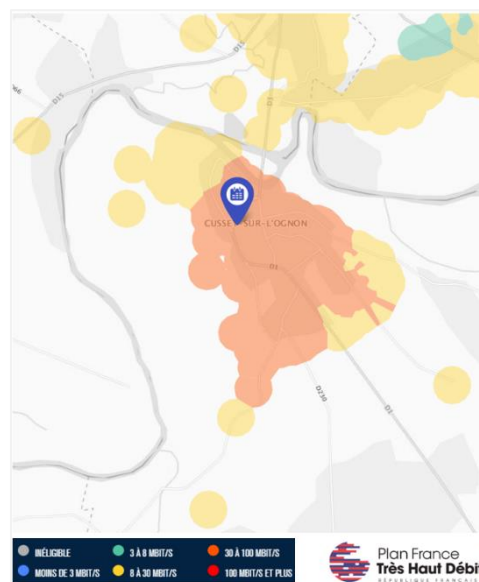 D15
D15
D1
CUSSEY-SUR-L'OGNON
D1
D230
D1
INÉLIGIBLE
3 À 8 MBIT/S
30 À 100 MBIT/S
MOINS DE 3 MBIT/S
8 À 30 MBIT/S
100 MBIT/S ET PLUS
Plan France
Très Haut Débit
RÉPUBLIQUE FRANÇAISE